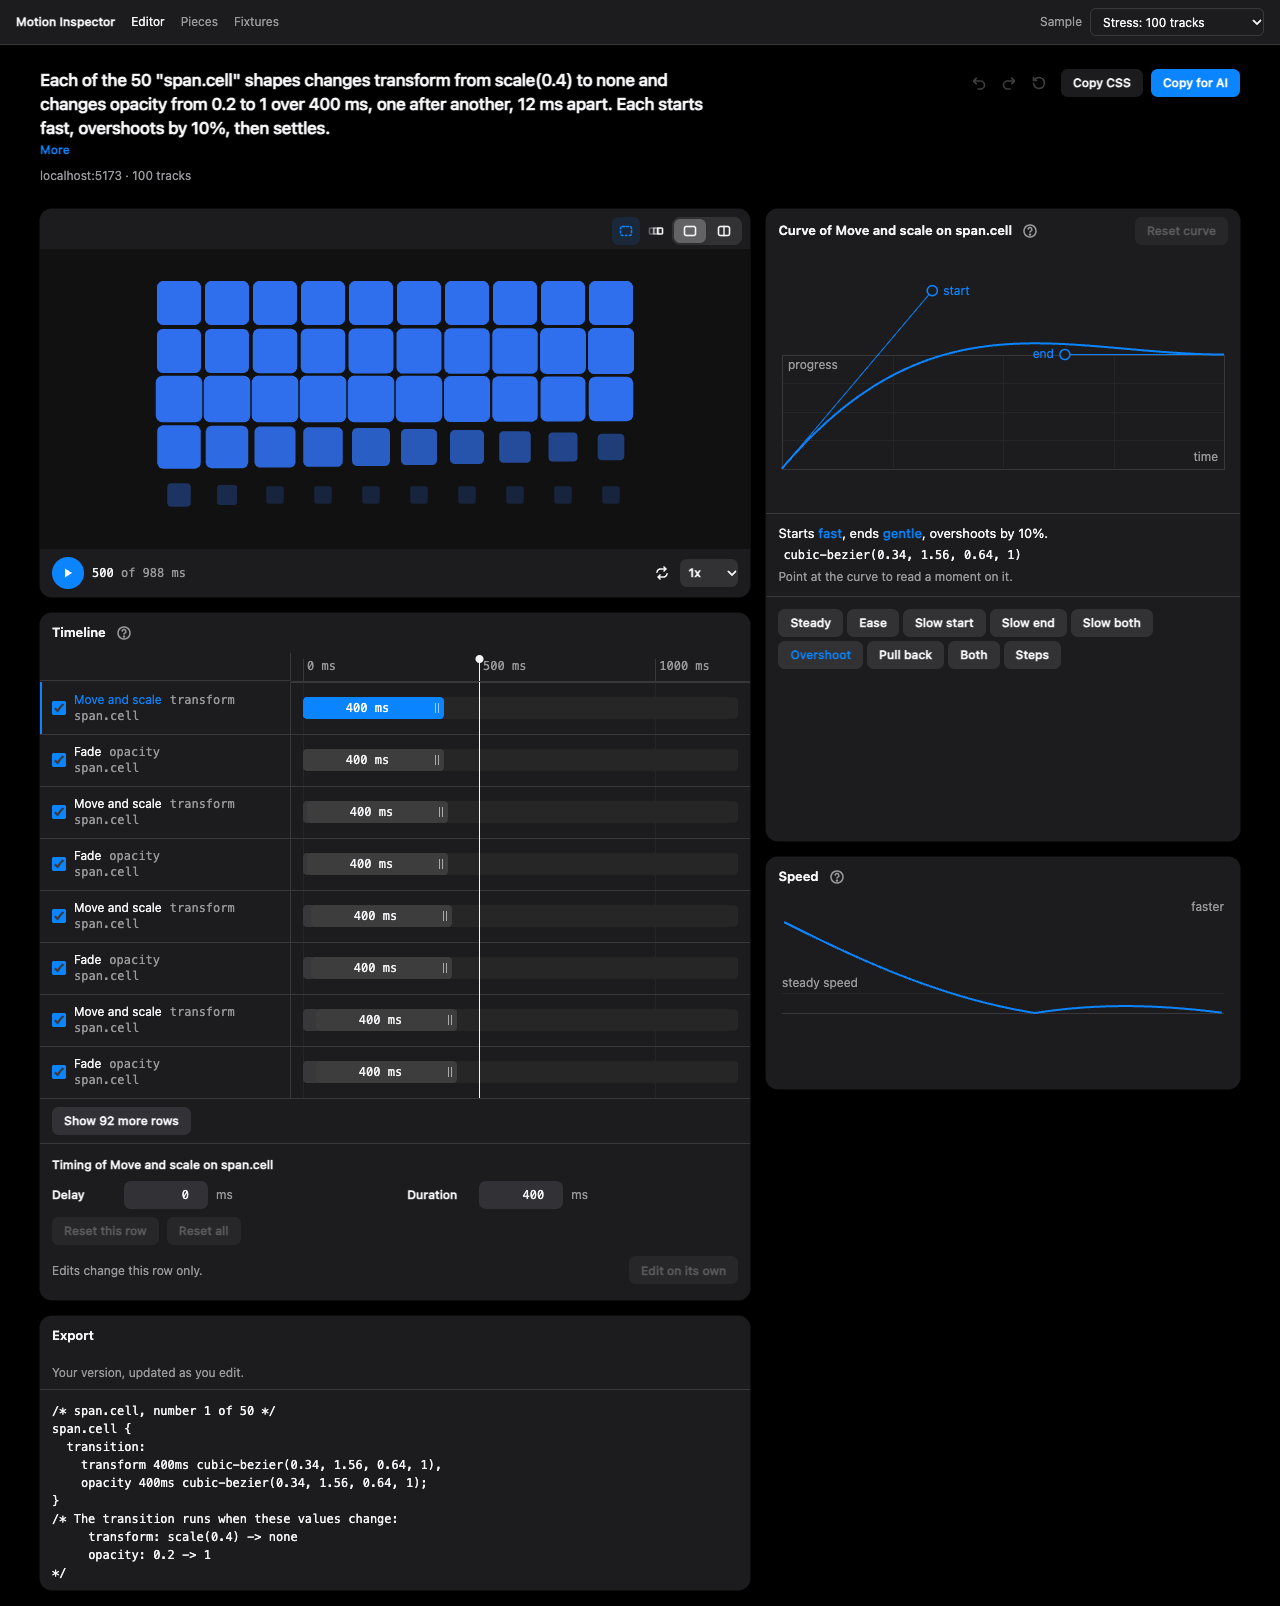 Motion Inspector Editor Pieces Fixtures Sample Stress: 100 tracks
Each of the 50 "span.cell" shapes changes transform from scale(0.4) to none and
changes opacity from 0.2 to 1 over 400 ms, one after another, 12 ms apart. Each starts
fast, overshoots by 10%, then settles.
Copy CSS Copy for AI
More
localhost:5173 · 100 tracks
500 of 988 ms 1x
Timeline
0 ms 500 ms 1000 ms
Move and scale transform
span.cell
400 ms
Fade opacity
span.cell
400 ms
Move and scale transform
span.cell
400 ms
Fade opacity
span.cell
400 ms
Move and scale transform
span.cell
400 ms
Fade opacity
span.cell
400 ms
Move and scale transform
span.cell
400 ms
Fade opacity
span.cell
400 ms
Show 92 more rows
Timing of Move and scale on span.cell
Delay 0 ms Duration 400 ms
Reset this row Reset all
Edits change this row only. Edit on its own
Export
Your version, updated as you edit.
/* span.cell, number 1 of 50 */
span.cell {
  transition:
    transform 400ms cubic-bezier(0.34, 1.56, 0.64, 1),
    opacity 400ms cubic-bezier(0.34, 1.56, 0.64, 1);
}
/* The transition runs when these values change:
     transform: scale(0.4) -> none
     opacity: 0.2 -> 1
*/
Curve of Move and scale on span.cell Reset curve
start
end
progress
time
Starts fast, ends gentle, overshoots by 10%.
cubic-bezier(0.34, 1.56, 0.64, 1)
Point at the curve to read a moment on it.
Steady Ease Slow start Slow end Slow both
Overshoot Pull back Both Steps
Speed
faster
steady speed